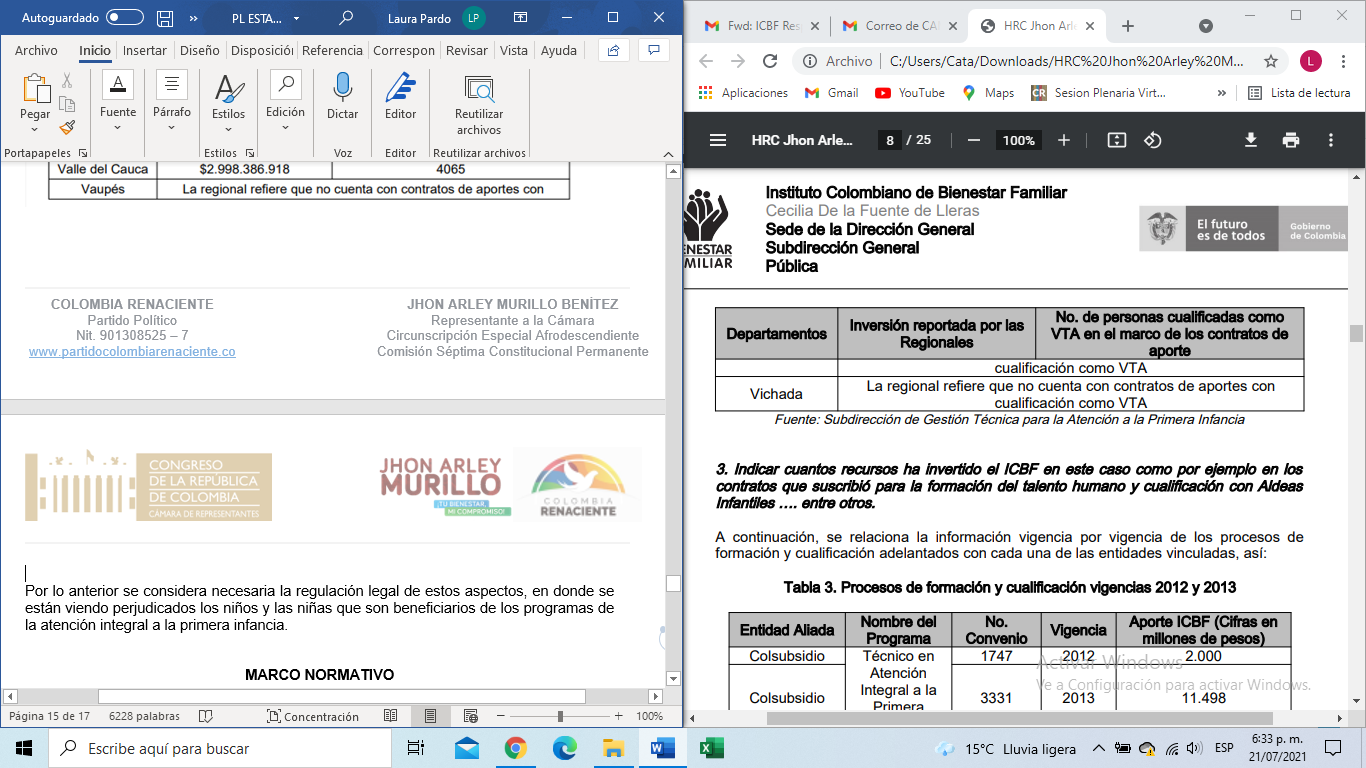 Autoguardado
PL ESTA...
Laura Pardo
LP
Archivo Inicio Insertar Diseño Disposición Referencia Correspon Revisar Vista Ayuda
Pegar
Fuente
Párrafo
Estilos
Edición
Dictar
Editor
Reutilizar
archivos
Portapapeles
Estilos
Voz
Editor
Reutilizar archivos
Valle del Cauca $2.998.386.918 4065
Vaupés La regional refiere que no cuenta con contratos de aportes con
COLOMBIA RENACIENTE
Partido Político
Nit. 901308525 – 7
www.partidocolombiarenaciente.co
JHON ARLEY MURILLO BENÍTEZ
Representante a la Cámara
Circunscripción Especial Afrodescendiente
Comisión Séptima Constitucional Permanente
CONGRESO
DE LA REPÚBLICA
DE COLOMBIA
CÁMARA DE REPRESENTANTES
JHON ARLEY
MURILLO
¡TU BIENESTAR,
MI COMPROMISO!
COLOMBIA
RENACIENTE
Por lo anterior se considera necesaria la regulación legal de estos aspectos, en donde se
están viendo perjudicados los niños y las niñas que son beneficiarios de los programas de
la atención integral a la primera infancia.
MARCO NORMATIVO
Página 15 de 17 6228 palabras Concentración 100%
Fwd: ICBF Res
Correo de CA
HRC Jhon Arle
Archivo C:/Users/Cata/Downloads/HRC%20Jhon%20Arley%20M...
L
Aplicaciones Gmail YouTube Maps CR Sesion Plenaria Virt... » Lista de lectura
HRC Jhon Arle... 8 / 25 100%
ENESTAR
MILIAR
Instituto Colombiano de Bienestar Familiar
Cecilia De la Fuente de Lleras
Sede de la Dirección General
Subdirección General
Pública
El futuro
es de todos
Gobierno
de Colombia
Departamentos
Inversión reportada por las
Regionales
No. de personas cualificadas como
VTA en el marco de los contratos de
aporte
cualificación como VTA
Vichada
La regional refiere que no cuenta con contratos de aportes con
cualificación como VTA
Fuente: Subdirección de Gestión Técnica para la Atención a la Primera Infancia
3. Indicar cuantos recursos ha invertido el ICBF en este caso como por ejemplo en los
contratos que suscribió para la formación del talento humano y cualificación con Aldeas
Infantiles …. entre otros.
A continuación, se relaciona la información vigencia por vigencia de los procesos de
formación y cualificación adelantados con cada una de las entidades vinculadas, así:
Tabla 3. Procesos de formación y cualificación vigencias 2012 y 2013
Entidad Aliada
Nombre del
Programa
No.
Convenio
Vigencia
Aporte ICBF (Cifras en
millones de pesos)
Colsubsidio
Técnico en
Atención
Integral a la
Primera
1747 2012 2.000
Colsubsidio 3331 2013 11.498
Activar Windows
Ve a Configuración para activar Windows.
Escribe aquí para buscar
15°C Lluvia ligera
ESP
6:33 p. m.
21/07/2021